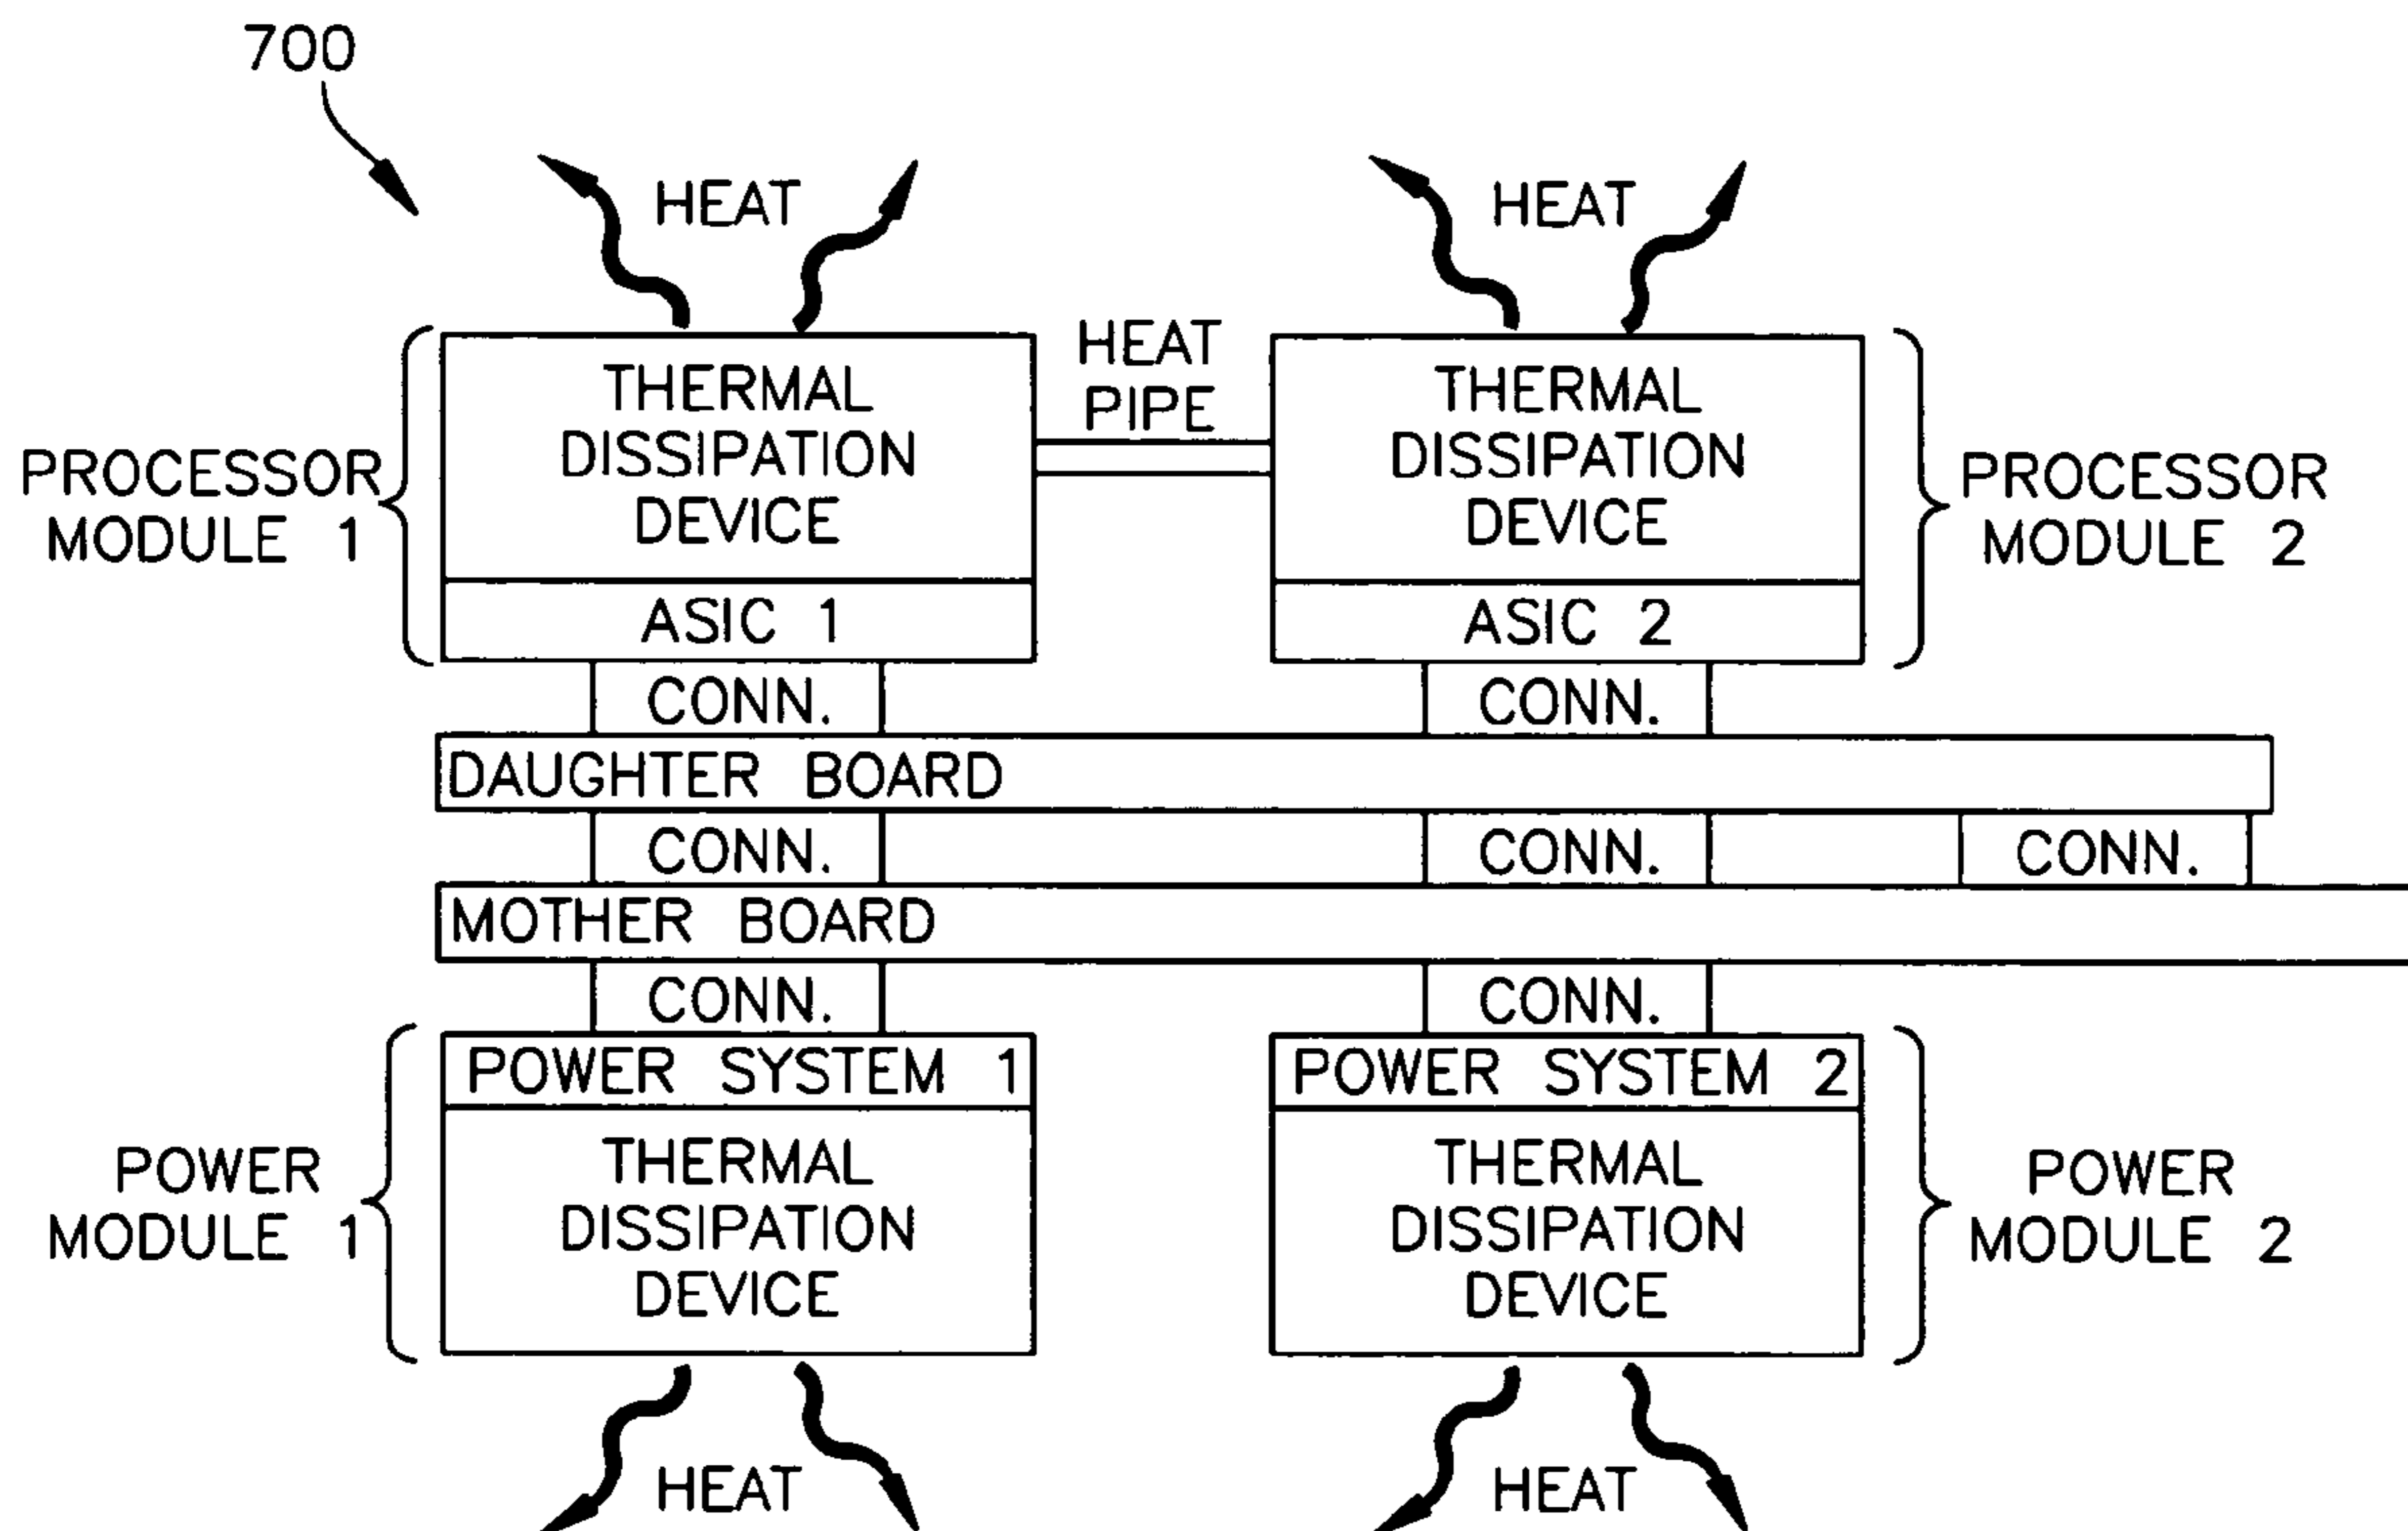 700
HEAT
HEAT
HEAT
PIPE
THERMAL
DISSIPATION
DEVICE
THERMAL
DISSIPATION
DEVICE
PROCESSOR
MODULE 1
PROCESSOR
MODULE 2
ASIC 1
ASIC 2
CONN.
CONN.
DAUGHTER BOARD
CONN.
CONN.
CONN.
MOTHER BOARD
CONN.
CONN.
POWER SYSTEM 1
POWER SYSTEM 2
POWER
MODULE 1
THERMAL
DISSIPATION
DEVICE
THERMAL
DISSIPATION
DEVICE
POWER
MODULE 2
HEAT
HEAT